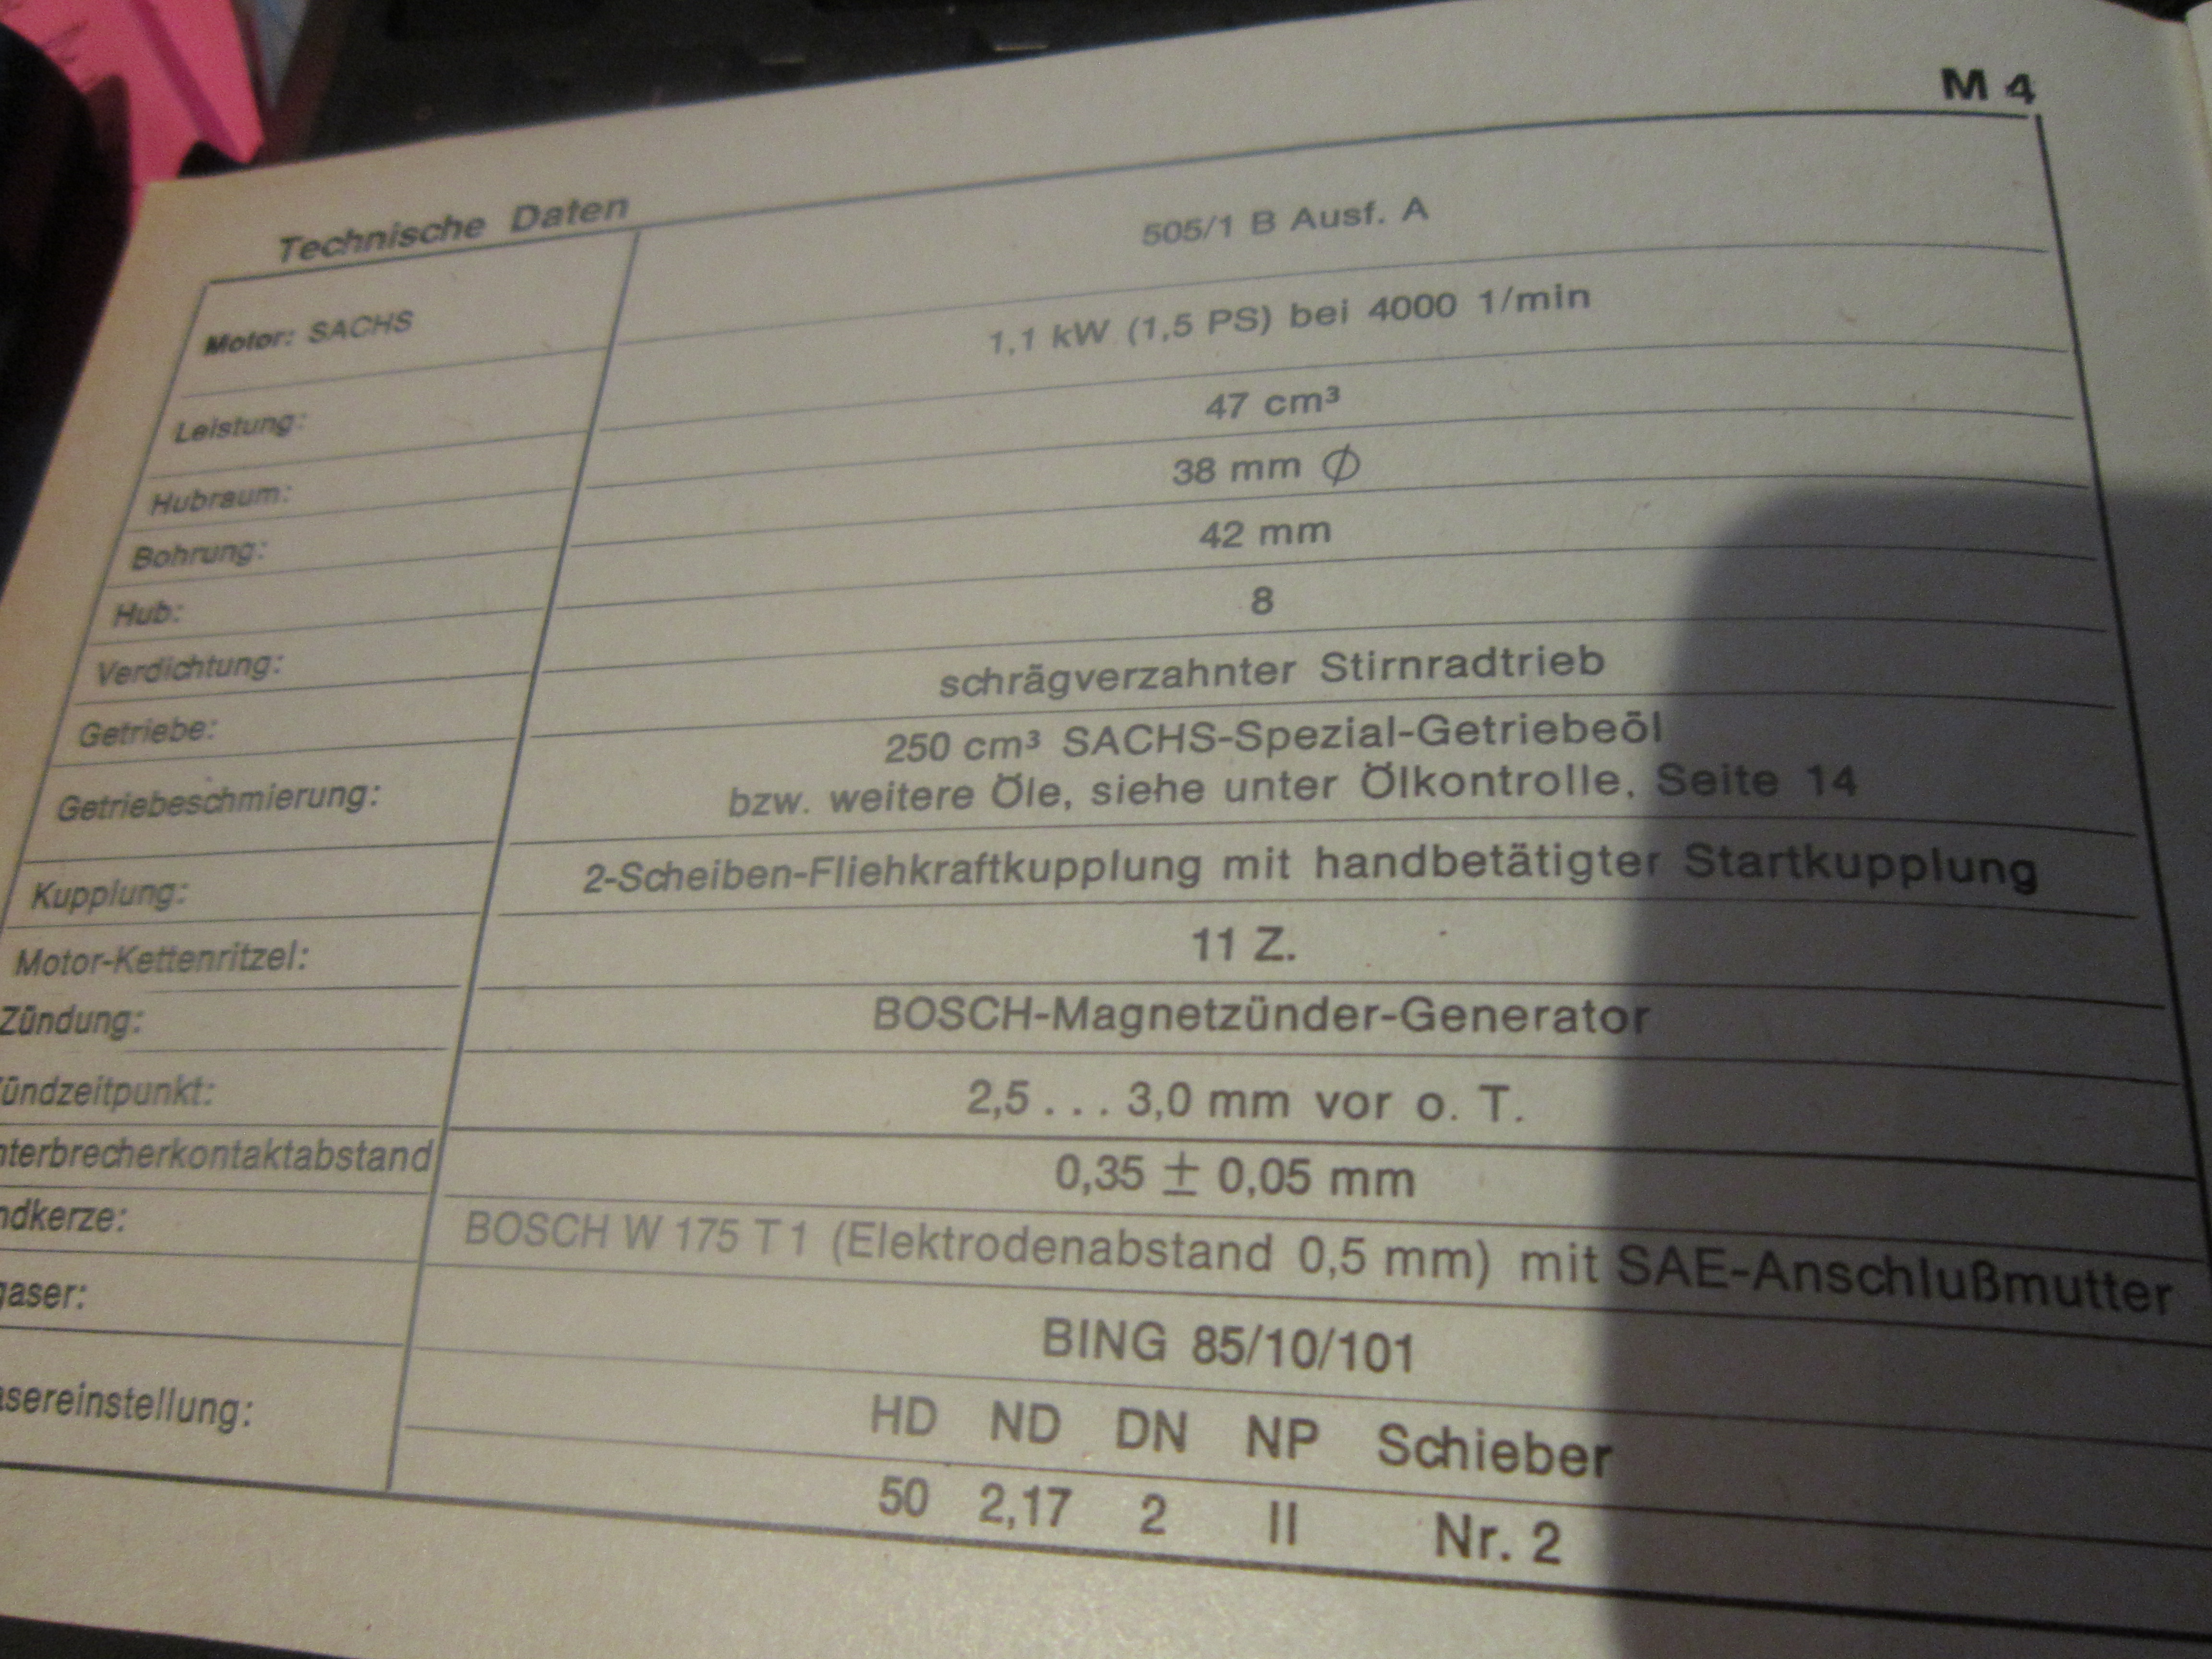 M 4
Technische Daten
Motor: SACHS 505/1 B Ausf. A
Leistung: 1,1 kW (1,5 PS) bei 4000 1/min
Hubraum: 47 cm³
Bohrung: 38 mm ∅
Hub: 42 mm
Verdichtung: 8
Getriebe: schrägverzahnter Stirnradtrieb
Getriebeschmierung: 250 cm³ SACHS-Spezial-Getriebeöl
bzw. weitere Öle, siehe unter Ölkontrolle, Seite 14
Kupplung: 2-Scheiben-Fliehkraftkupplung mit handbetätigter Startkupplung
Motor-Kettenritzel: 11 Z.
Zündung: BOSCH-Magnetzünder-Generator
ündzeitpunkt: 2,5 . . . 3,0 mm vor o. T.
nterbrecherkontaktabstand 0,35 ± 0,05 mm
ndkerze: BOSCH W 175 T 1 (Elektrodenabstand 0,5 mm) mit SAE-Anschlußmutter
gaser: BING 85/10/101
asereinstellung: HD ND DN NP Schieber
50 2,17 2 II Nr. 2